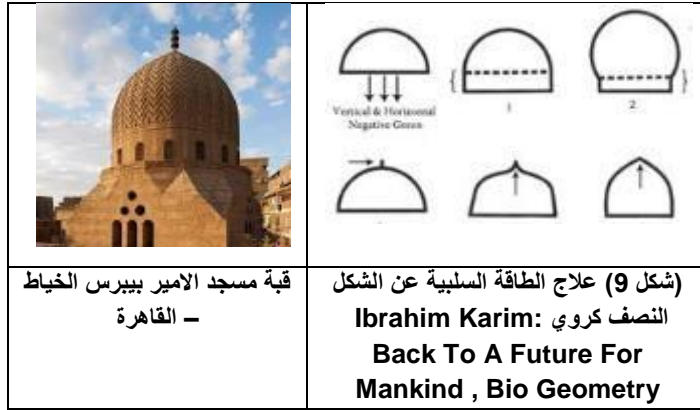 Vertical & Horizontal
Negative Green
1
2
(شكل 9) علاج الطاقة السلبية عن الشكل
النصف كروي Ibrahim Karim:
Back To A Future For
Mankind , Bio Geometry
قبة مسجد الامير بيبرس الخياط
– القاهرة